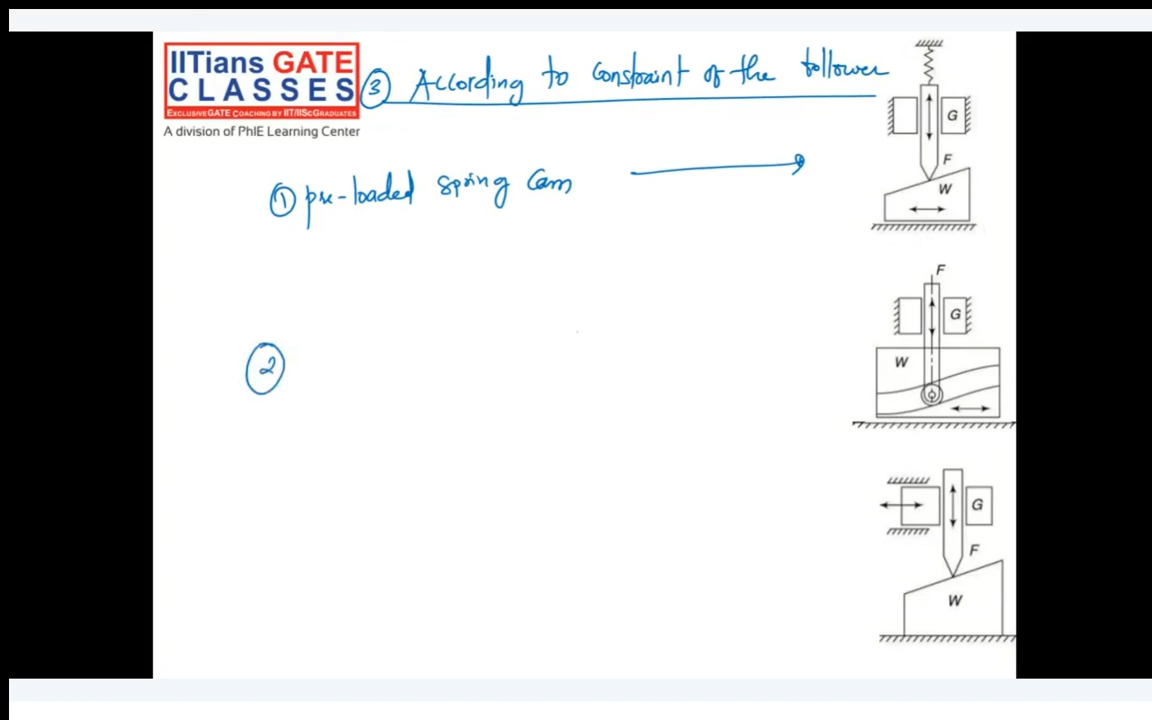 IITians GATE
CLASSES
EXCLUSIVE GATE COACHING BY IIT/IISc GRADUATES
A division of PhIE Learning Center
③ According to Constraint of the follower
① pre-loaded spring Cam
②
G
F
W
F
G
W
G
F
W